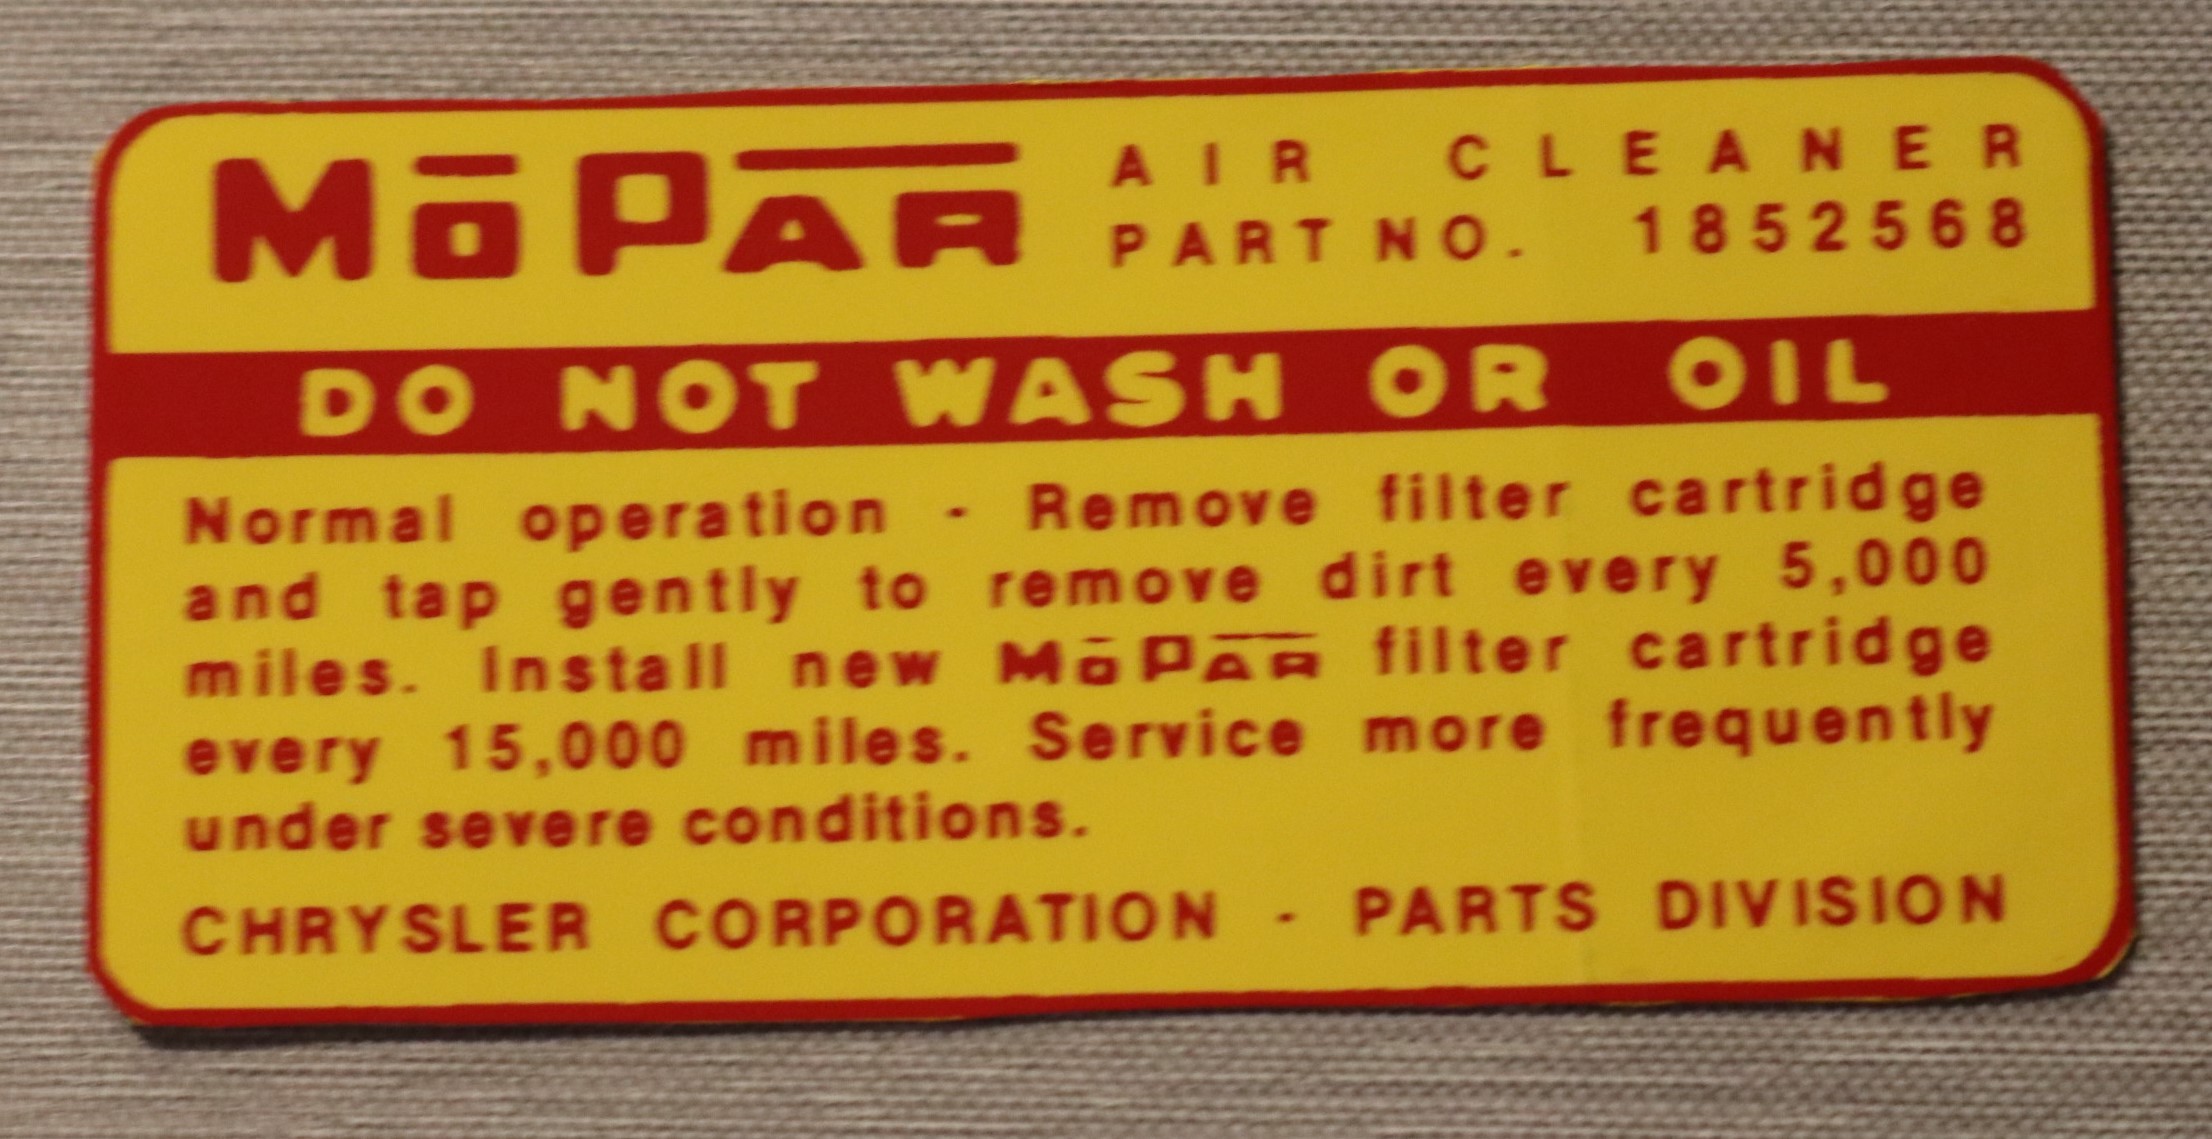 MōPAR AIR CLEANER
PART NO. 1852568
DO NOT WASH OR OIL
Normal operation - Remove filter cartridge
and tap gently to remove dirt every 5,000
miles. Install new MōPAR filter cartridge
every 15,000 miles. Service more frequently
under severe conditions.
CHRYSLER CORPORATION - PARTS DIVISION